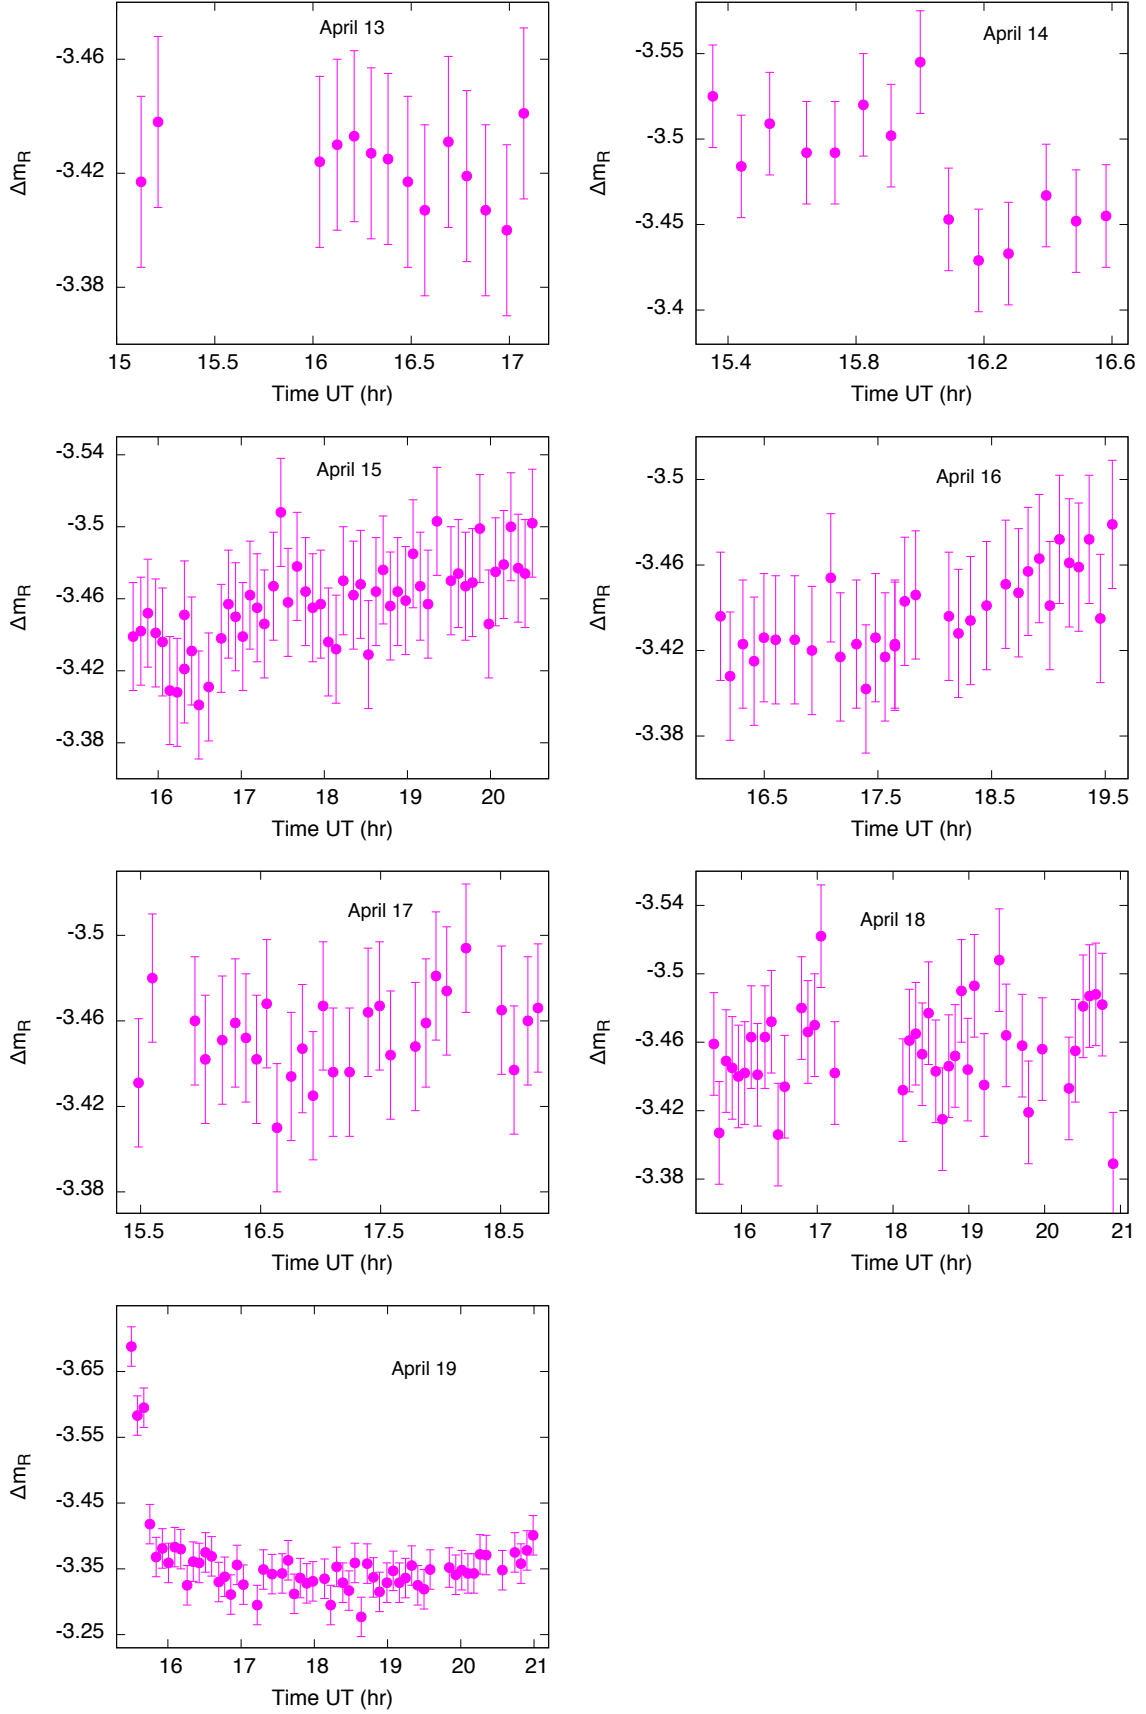 April 13
-3.46
-3.42
-3.38
ΔmR
15 15.5 16 16.5 17
Time UT (hr)
April 14
-3.55
-3.5
-3.45
-3.4
ΔmR
15.4 15.8 16.2 16.6
Time UT (hr)
April 15
-3.54
-3.5
-3.46
-3.42
-3.38
ΔmR
16 17 18 19 20
Time UT (hr)
April 16
-3.5
-3.46
-3.42
-3.38
ΔmR
16.5 17.5 18.5 19.5
Time UT (hr)
April 17
-3.5
-3.46
-3.42
-3.38
ΔmR
15.5 16.5 17.5 18.5
Time UT (hr)
April 18
-3.54
-3.5
-3.46
-3.42
-3.38
ΔmR
16 17 18 19 20 21
Time UT (hr)
April 19
-3.65
-3.55
-3.45
-3.35
-3.25
ΔmR
16 17 18 19 20 21
Time UT (hr)